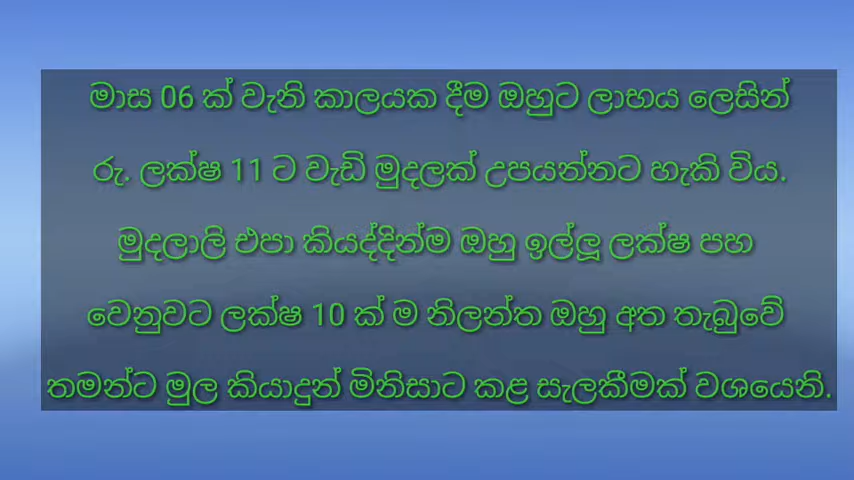 මාස 06 ක් වැනි කාලයක දීම ඔහුට ලාභය ලෙසින්
රු. ලක්ෂ 11 ට වැඩි මුදලක් උපයන්නට හැකි විය.
මුදලාලි එපා කියද්දින්ම ඔහු ඉල්ලූ ලක්ෂ පහ
වෙනුවට ලක්ෂ 10 ක් ම නිලන්ත ඔහු අත තැබුවේ
තමන්ට මුල කියාදුන් මිනිසාට කළ සැලකීමක් වශයෙනි.